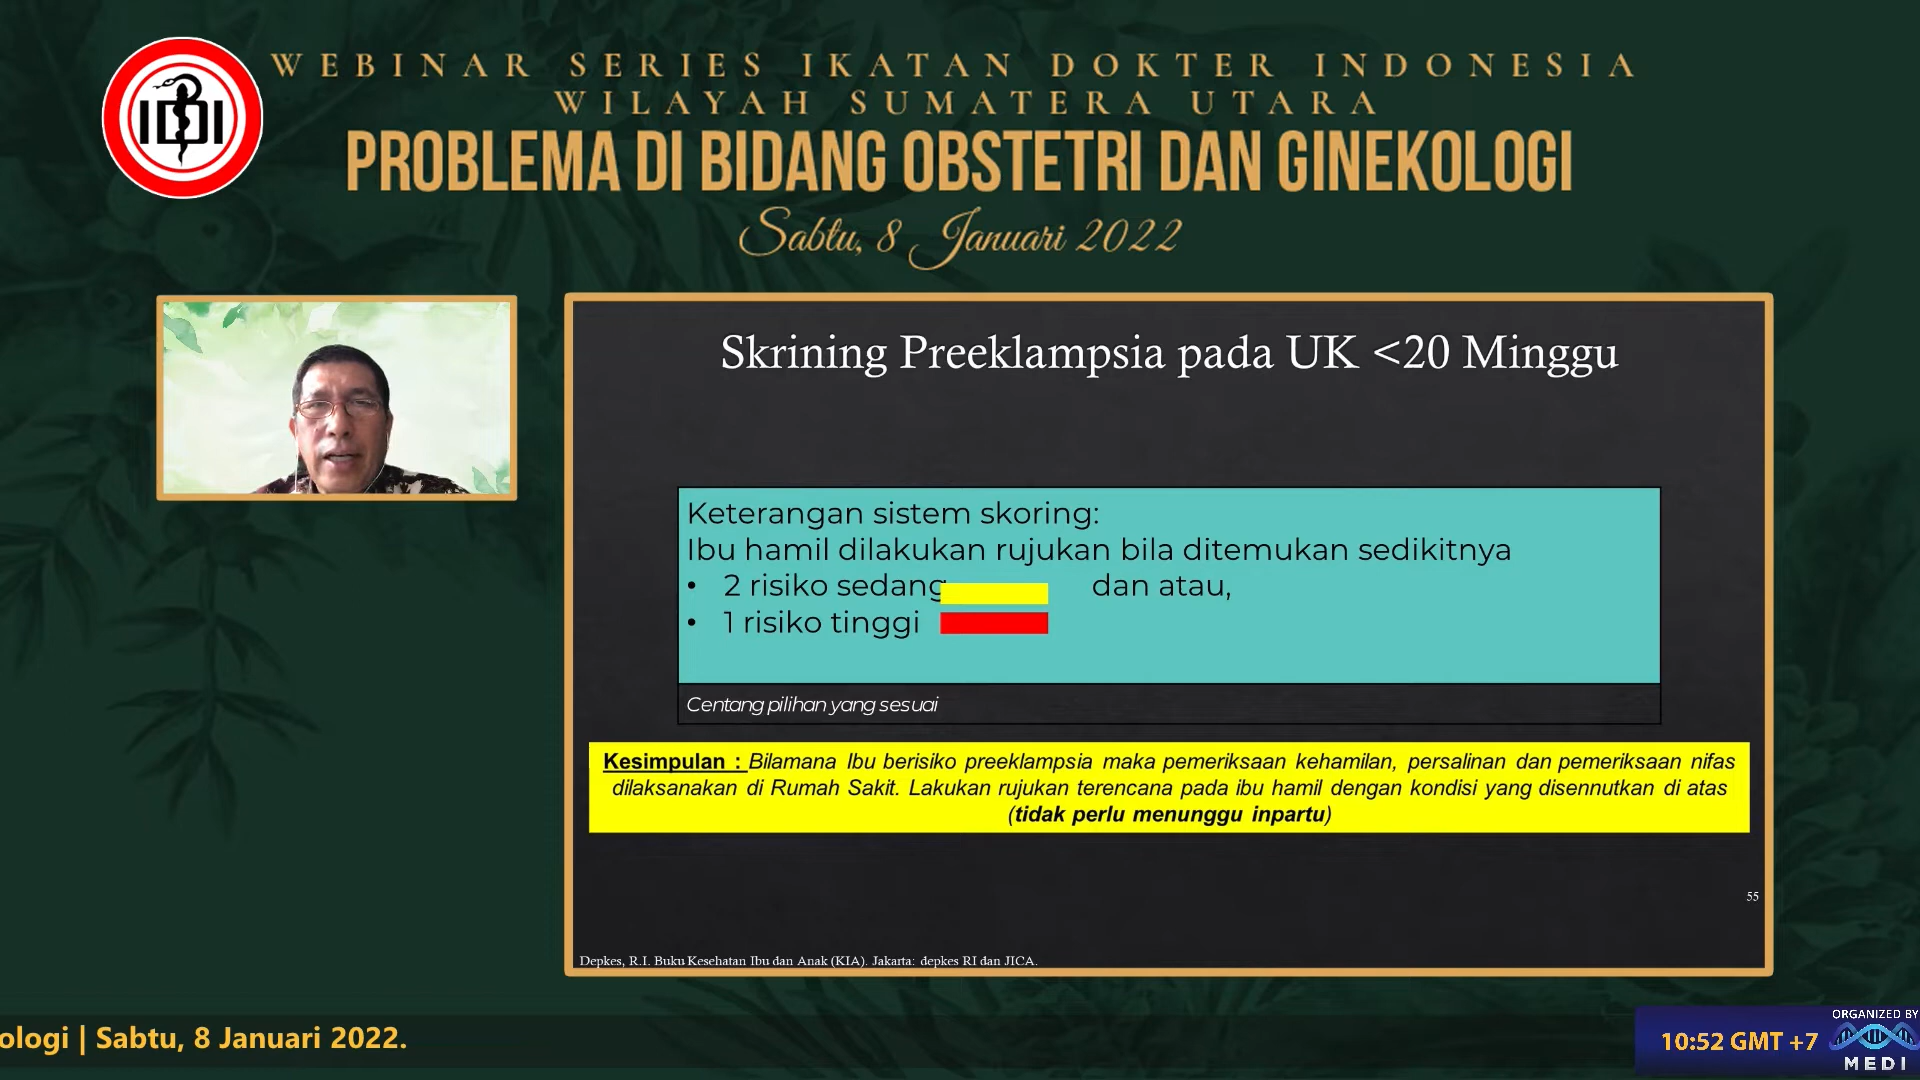 IDI
WEBINAR SERIES IKATAN DOKTER INDONESIA
WILAYAH SUMATERA UTARA
PROBLEMA DI BIDANG OBSTETRI DAN GINEKOLOGI
Sabtu, 8 Januari 2022
Skrining Preeklampsia pada UK <20 Minggu
Keterangan sistem skoring:
Ibu hamil dilakukan rujukan bila ditemukan sedikitnya
• 2 risiko sedang dan atau,
• 1 risiko tinggi
Centang pilihan yang sesuai
Kesimpulan : Bilamana Ibu berisiko preeklampsia maka pemeriksaan kehamilan, persalinan dan pemeriksaan nifas
dilaksanakan di Rumah Sakit. Lakukan rujukan terencana pada ibu hamil dengan kondisi yang disennutkan di atas
(tidak perlu menunggu inpartu)
55
Depkes, R.I. Buku Kesehatan Ibu dan Anak (KIA). Jakarta: depkes RI dan JICA.
ologi | Sabtu, 8 Januari 2022.
10:52 GMT +7
ORGANIZED BY
MEDI